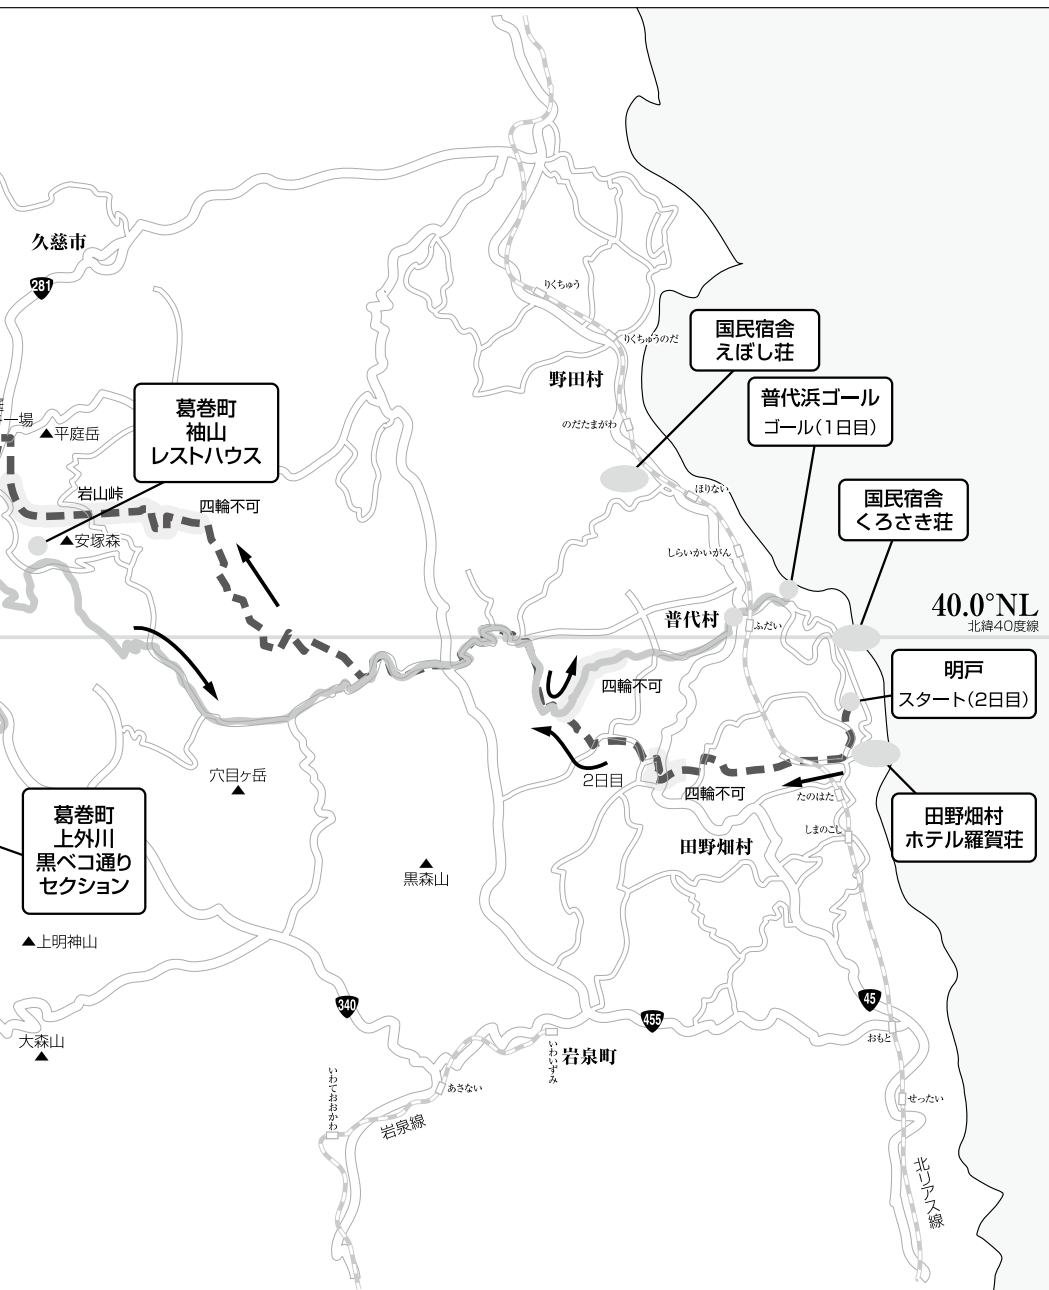 久慈市
281
りくちゅう
りくちゅうのだ
国民宿舎
えぼし荘
野田村
普代浜ゴール
ゴール（1日目）
のだたまがわ
葛巻町
袖山
レストハウス
一場
▲平庭岳
岩山峠
四輪不可
ほりない
国民宿舎
くろさき荘
▲安塚森
しらいかいがん
40.0°NL
北緯40度線
普代村
ふだい
明戸
スタート（2日目）
四輪不可
穴目ヶ岳
▲
2日目
四輪不可
たのはた
田野畑村
ホテル羅賀荘
しまのこし
田野畑村
葛巻町
上外川
黒ベコ通り
セクション
▲
黒森山
▲上明神山
340
455
45
大森山
▲
おもと
いわいずみ
岩泉町
あさない
いわておおかわ
岩泉線
せったい
北リアス線